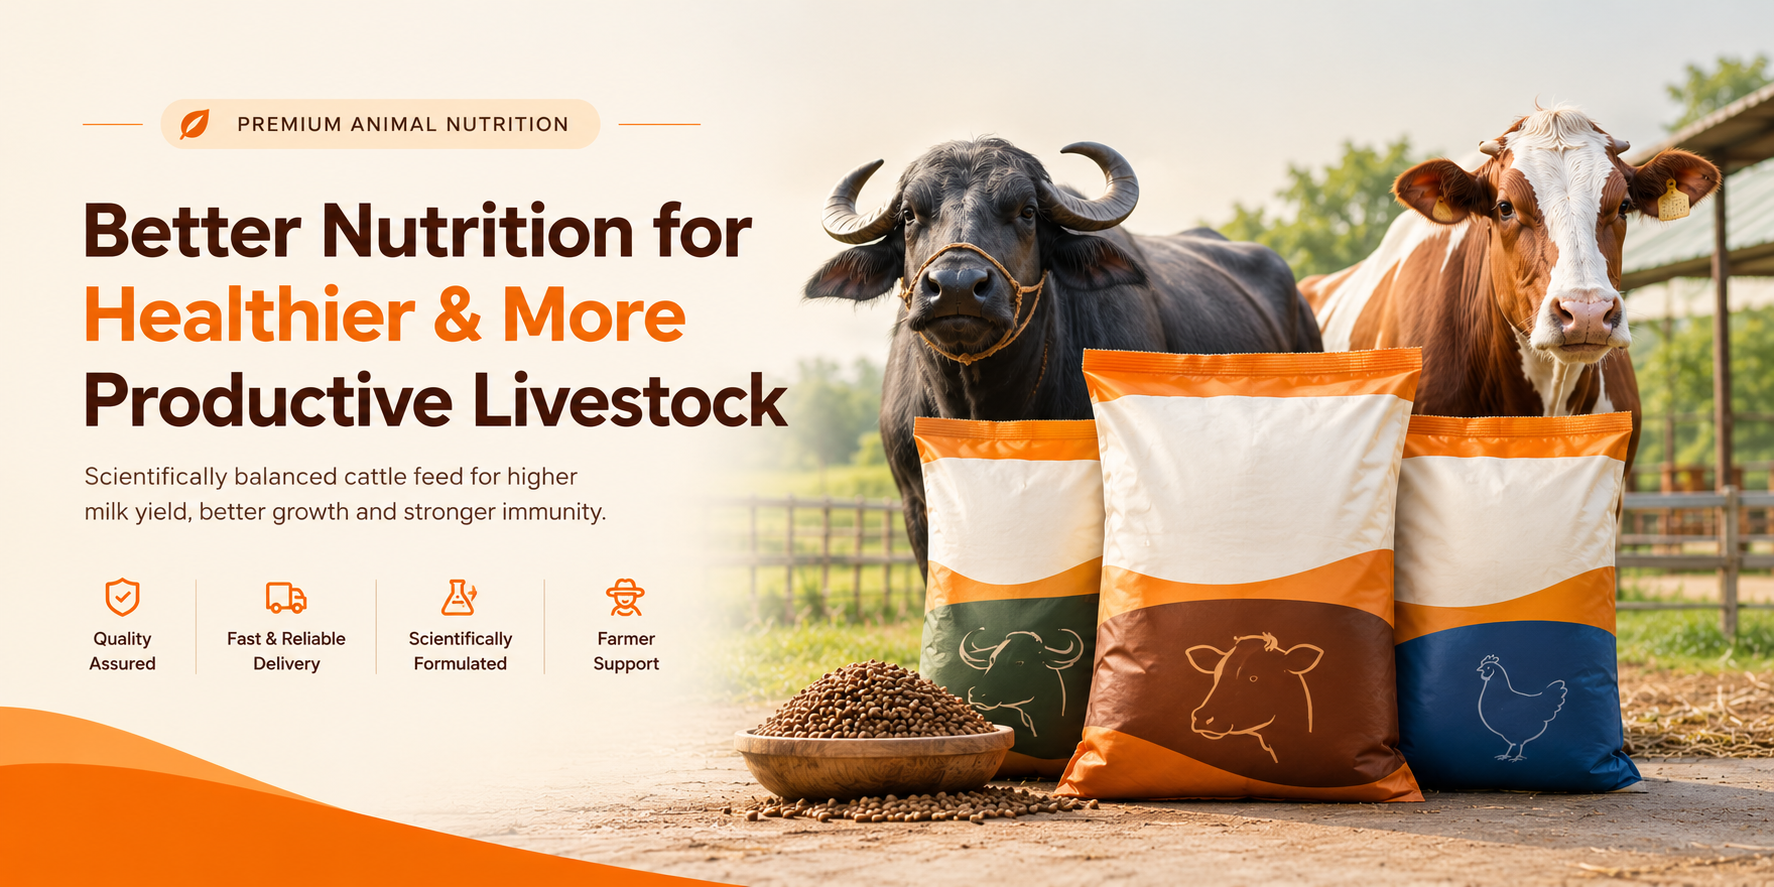 PREMIUM ANIMAL NUTRITION
Better Nutrition for
Healthier & More
Productive Livestock
Scientifically balanced cattle feed for higher
milk yield, better growth and stronger immunity.
Quality
Assured
Fast & Reliable
Delivery
Scientifically
Formulated
Farmer
Support